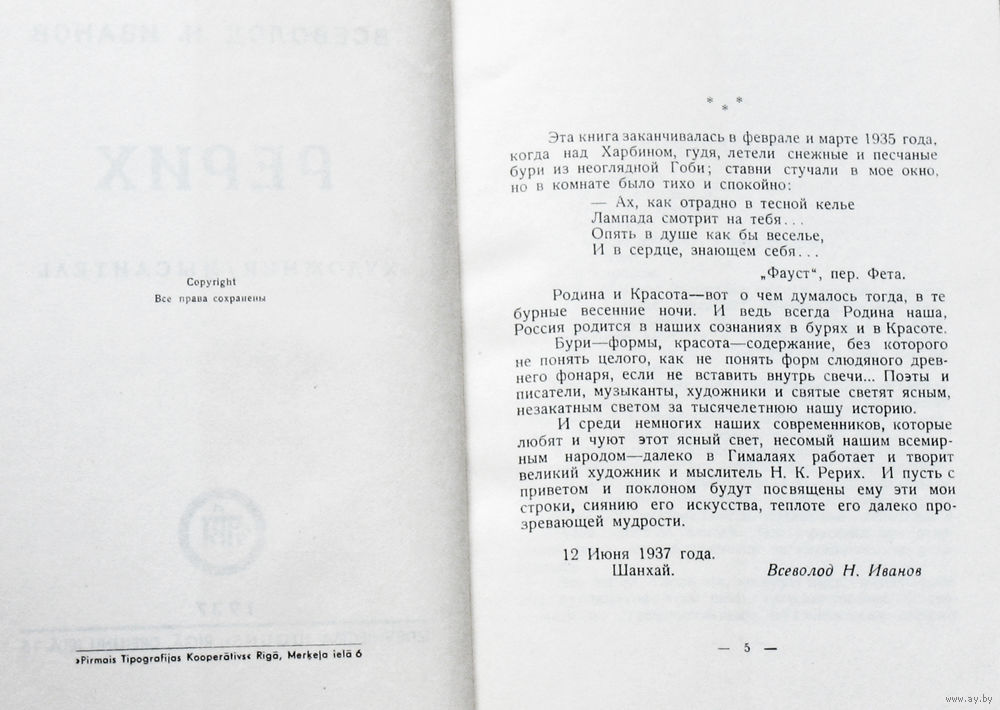 Copyright
Все права сохранены
»Pirmais Tipografijas Kooperātivs« Rīgā, Merķeļa ielā 6
* * *
Эта книга заканчивалась в феврале и марте 1935 года,
когда над Харбином, гудя, летели снежные и песчаные
бури из неоглядной Гоби; ставни стучали в мое окно,
но в комнате было тихо и спокойно:
— Ах, как отрадно в тесной келье
Лампада смотрит на тебя...
Опять в душе как бы веселье,
И в сердце, знающем себя...
„Фауст“, пер. Фета.
Родина и Красота—вот о чем думалось тогда, в те
бурные весенние ночи. И ведь всегда Родина наша,
Россия родится в наших сознаниях в бурях и в Красоте.
Бури—формы, красота—содержание, без которого
не понять целого, как не понять форм слюдяного древ-
него фонаря, если не вставить внутрь свечи... Поэты и
писатели, музыканты, художники и святые светят ясным,
незакатным светом за тысячелетнюю нашу историю.
И среди немногих наших современников, которые
любят и чуют этот ясный свет, несомый нашим всемир-
ным народом—далеко в Гималаях работает и творит
великий художник и мыслитель Н. К. Рерих. И пусть с
приветом и поклоном будут посвящены ему эти мои
строки, сиянию его искусства, теплоте его далеко про-
зревающей мудрости.
12 Июня 1937 года.
Шанхай. Всеволод Н. Иванов
— 5 —
www.ay.by